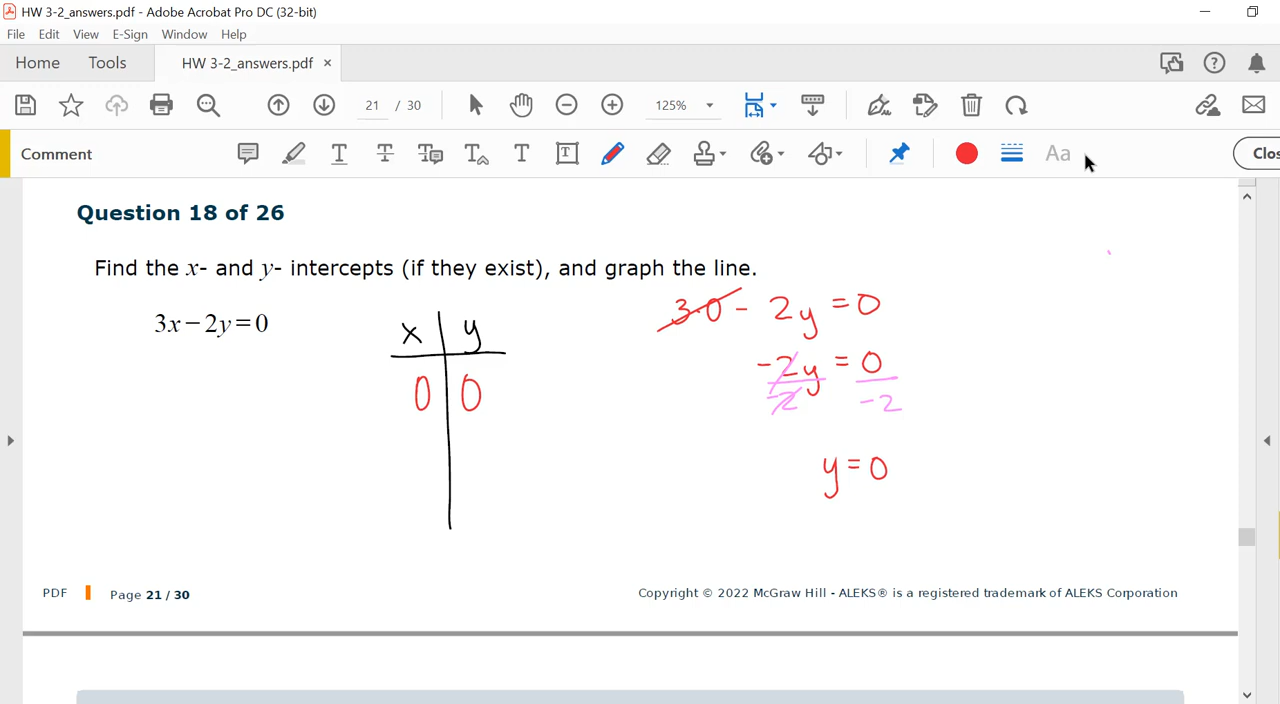 HW 3-2_answers.pdf - Adobe Acrobat Pro DC (32-bit)
File Edit View E-Sign Window Help
Home Tools HW 3-2_answers.pdf ×
21 / 30 125%
Comment T T T T T T Aa Clos
Question 18 of 26
Find the x- and y- intercepts (if they exist), and graph the line.
3x−2y=0
x y
0 0
3·0 - 2y = 0
-2y = 0
-2 -2
y = 0
PDF Page 21 / 30 Copyright © 2022 McGraw Hill - ALEKS® is a registered trademark of ALEKS Corporation